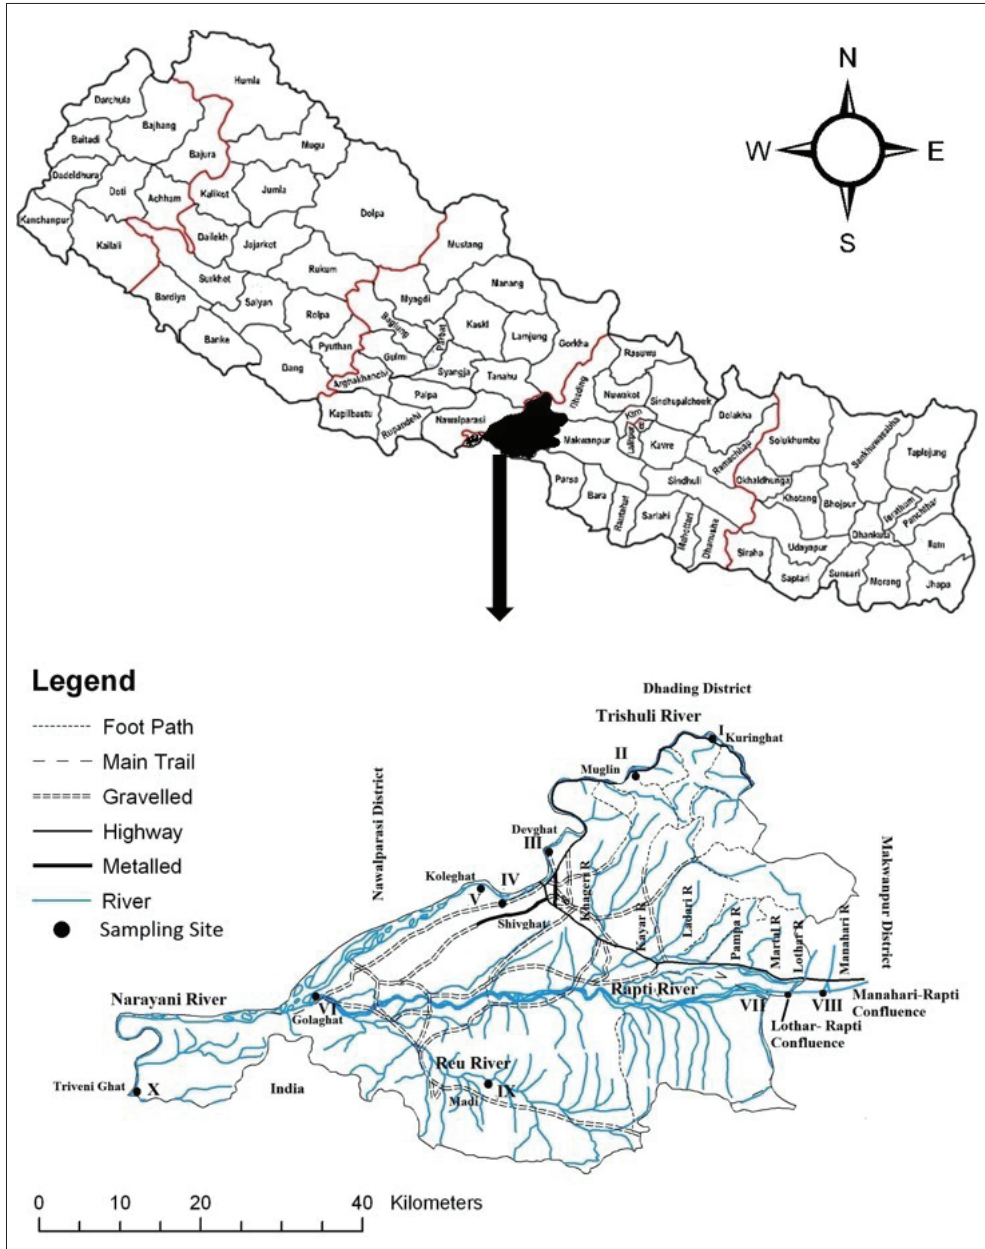 N
W E
S
Humla
Darchula
Bajhang
Baitadi
Mugu
Bajura
Dadeldhura
Doti
Achham
Kalikot
Jumla
Dolpa
Kanchanpur
Kailali
Dailekh
Jajarkot
Mustang
Surkhet
Rukum
Manang
Bardiya
Salyan
Myagdi
Rolpa
Baglung
Parbat
Kaski
Lamjung
Gorkha
Banke
Pyuthan
Gulmi
Rasuwa
Dang
Arghakhanchi
Syangja
Tanahu
Dhading
Nuwakot
Sindhupalchowk
Kapilbastu
Palpa
Rupandehi
Nawalparasi
Makwanpur
Ktm
B
Lalitpur
Kavre
Dolakha
Ramechhap
Solukhumbu
Sankhuwasabha
Taplejung
Parsa
Bara
Rautahat
Sarlahi
Mahottari
Dhanusha
Sindhuli
Okhaldhunga
Khotang
Bhojpur
Terathum
Panchthar
Dhankuta
Ilam
Siraha
Udayapur
Saptari
Sunsari
Morang
Jhapa
Legend
Foot Path
Main Trail
Gravelled
Highway
Metalled
River
Sampling Site
Dhading District
Trishuli River
I
Kuringhat
II
Muglin
Nawalparasi District
Devghat
III
Koleghat
IV
V
Shivghat
Khageri R
Kayar R
Ladari R
Pampa R
Martal R
Lothar R
Manahari R
Makwanpur District
Narayani River
VI
Golaghat
Rapti River
VII
VIII
Manahari-Rapti
Confluence
Lothar- Rapti
Confluence
Reu River
Triveni Ghat
X
India
Madi
IX
0 10 20 40 Kilometers